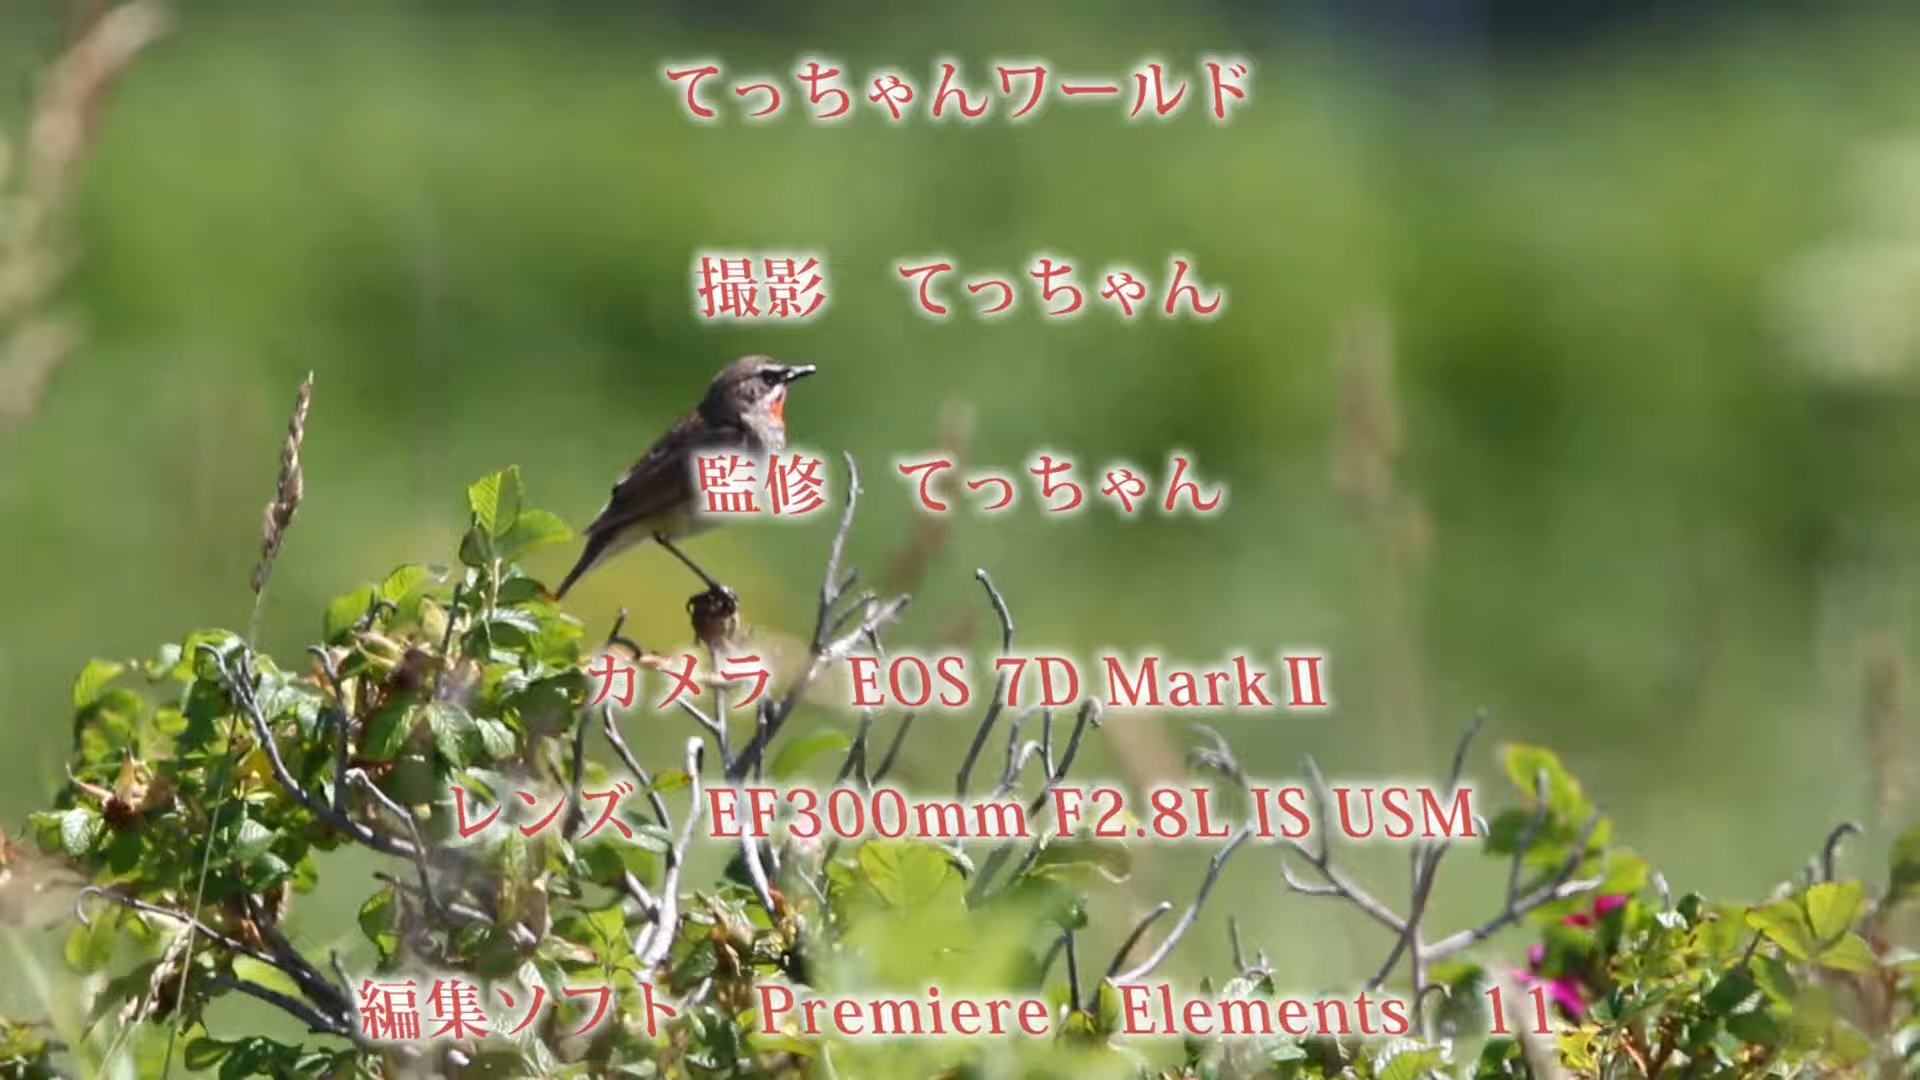 てっちゃんワールド
撮影　てっちゃん
監修　てっちゃん
カメラ　EOS 7D MarkⅡ
レンズ　EF300mm F2.8L IS USM
編集ソフト　Premiere　Elements　11